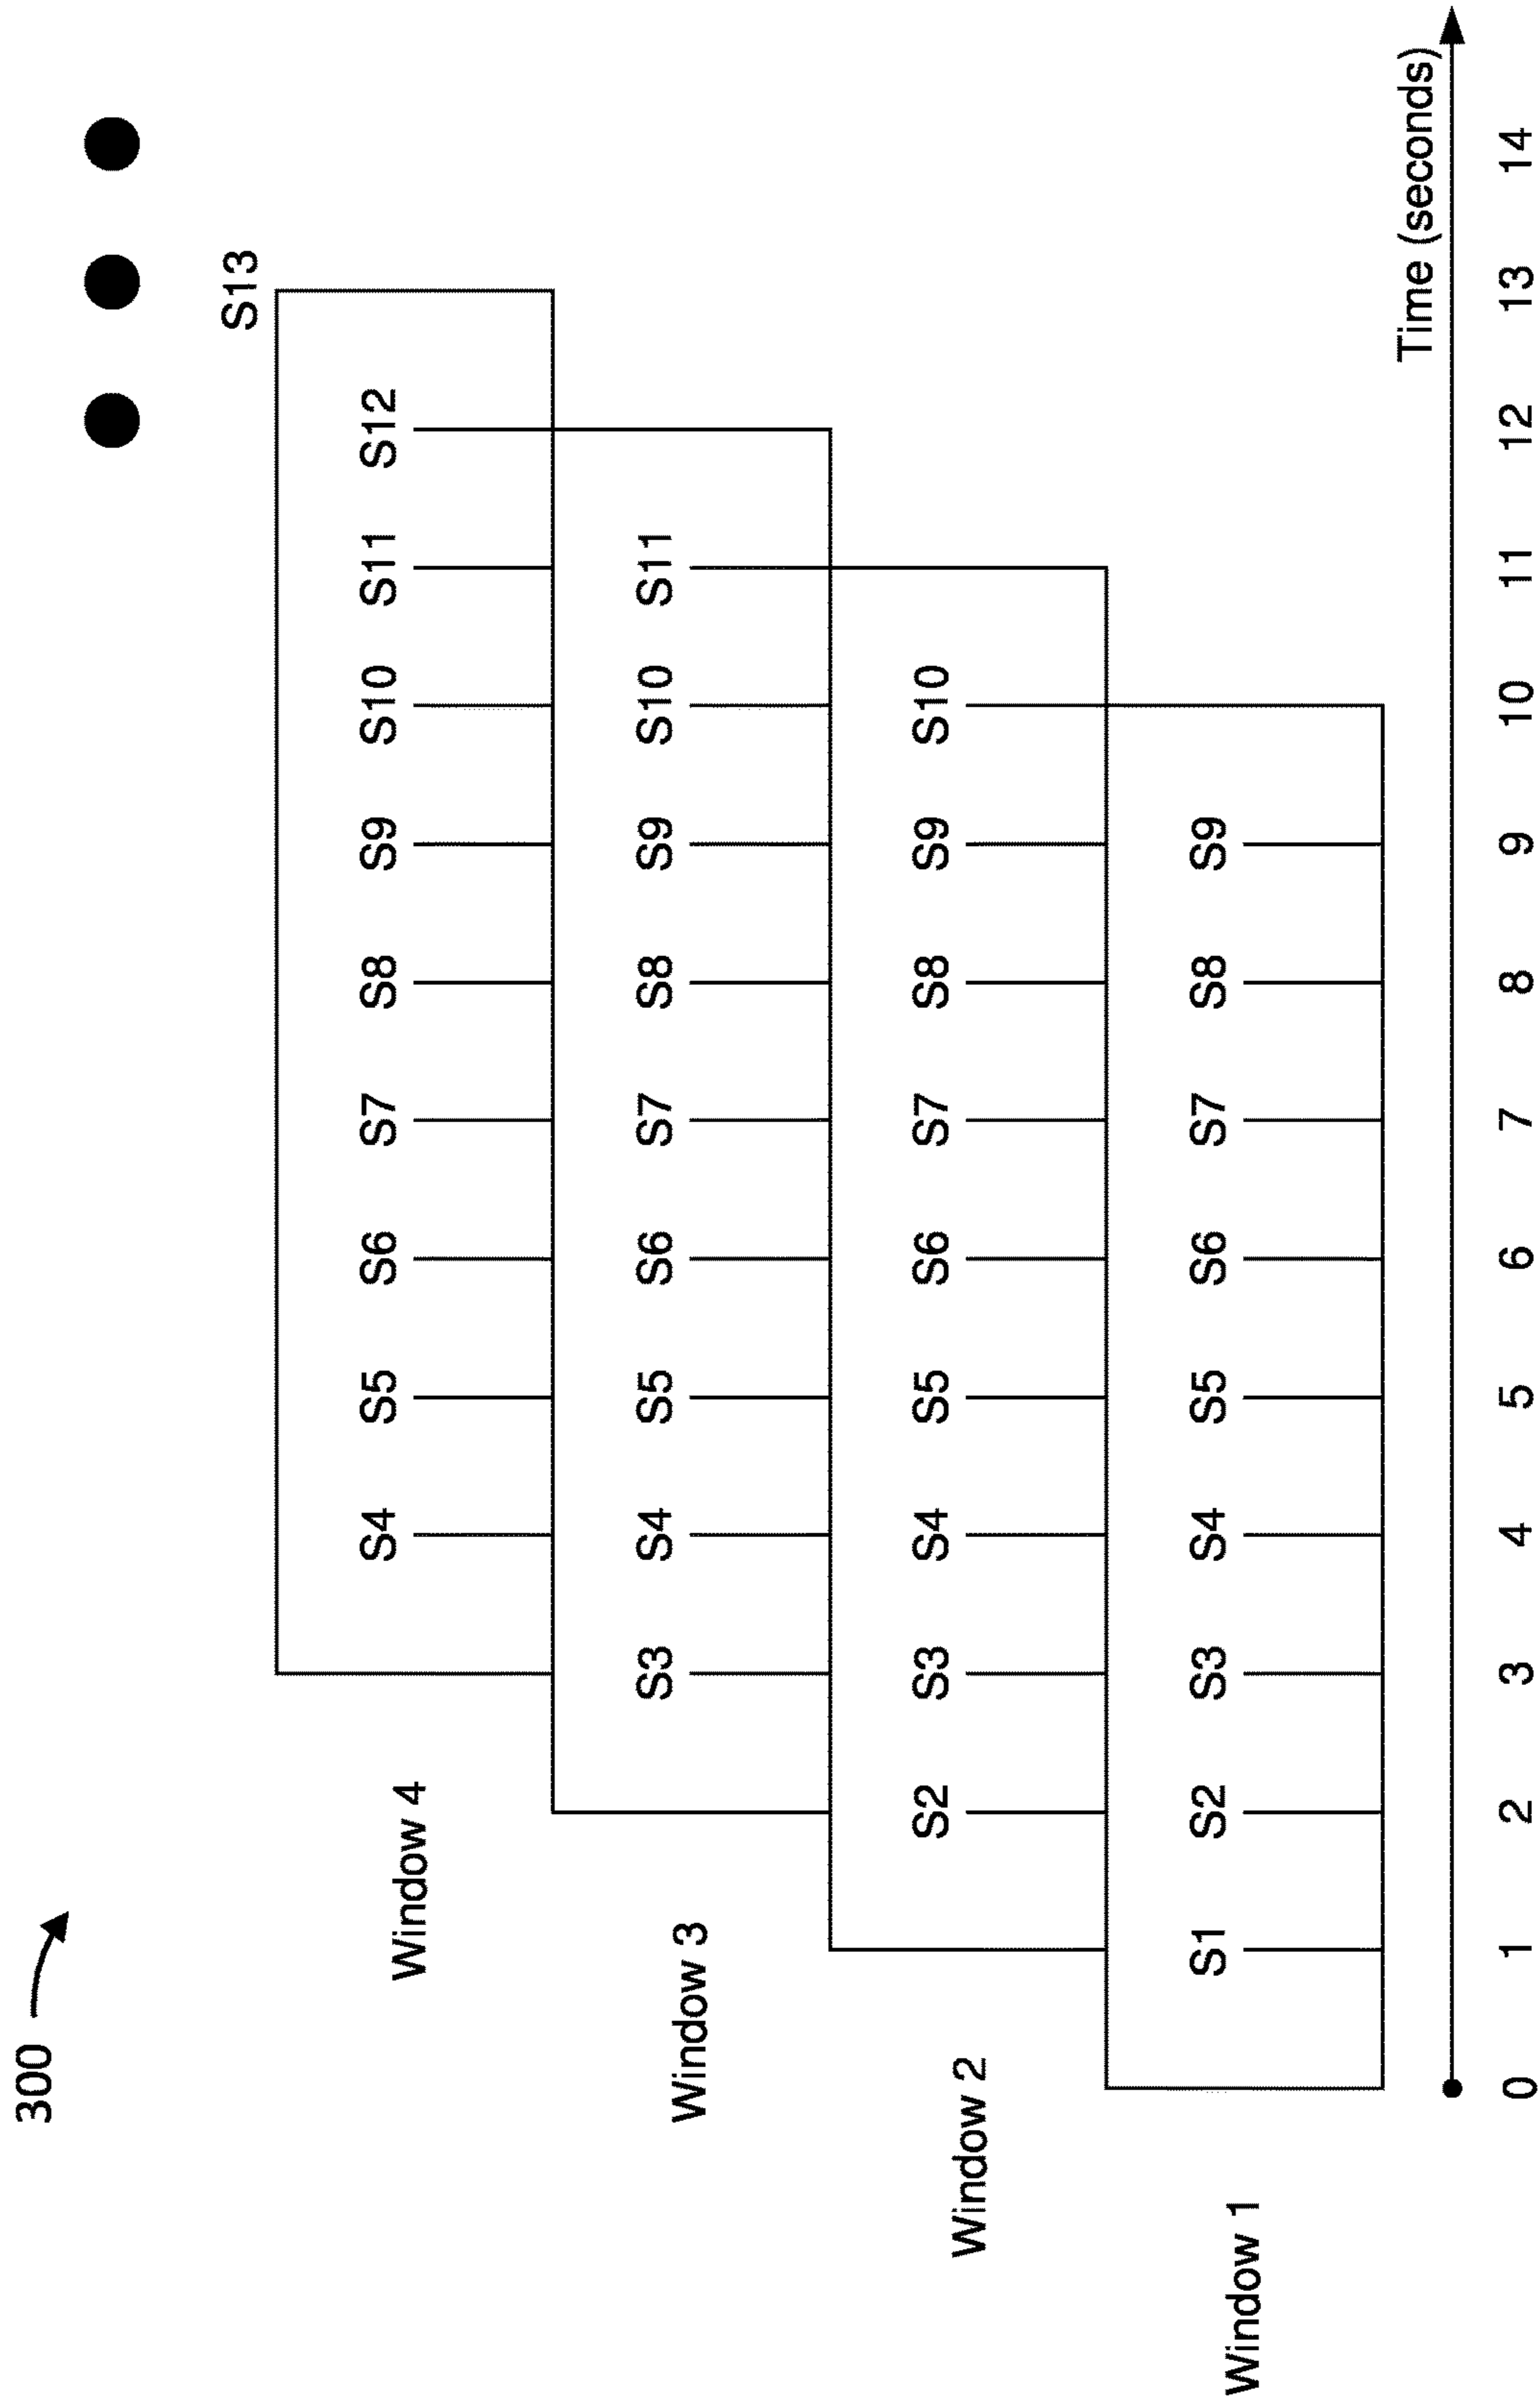 300
S13
Window 4 S4 S5 S6 S7 S8 S9 S10 S11 S12
Window 3 S3 S4 S5 S6 S7 S8 S9 S10 S11
Window 2 S2 S3 S4 S5 S6 S7 S8 S9 S10
Window 1 S1 S2 S3 S4 S5 S6 S7 S8 S9
Time (seconds)
0 1 2 3 4 5 6 7 8 9 10 11 12 13 14